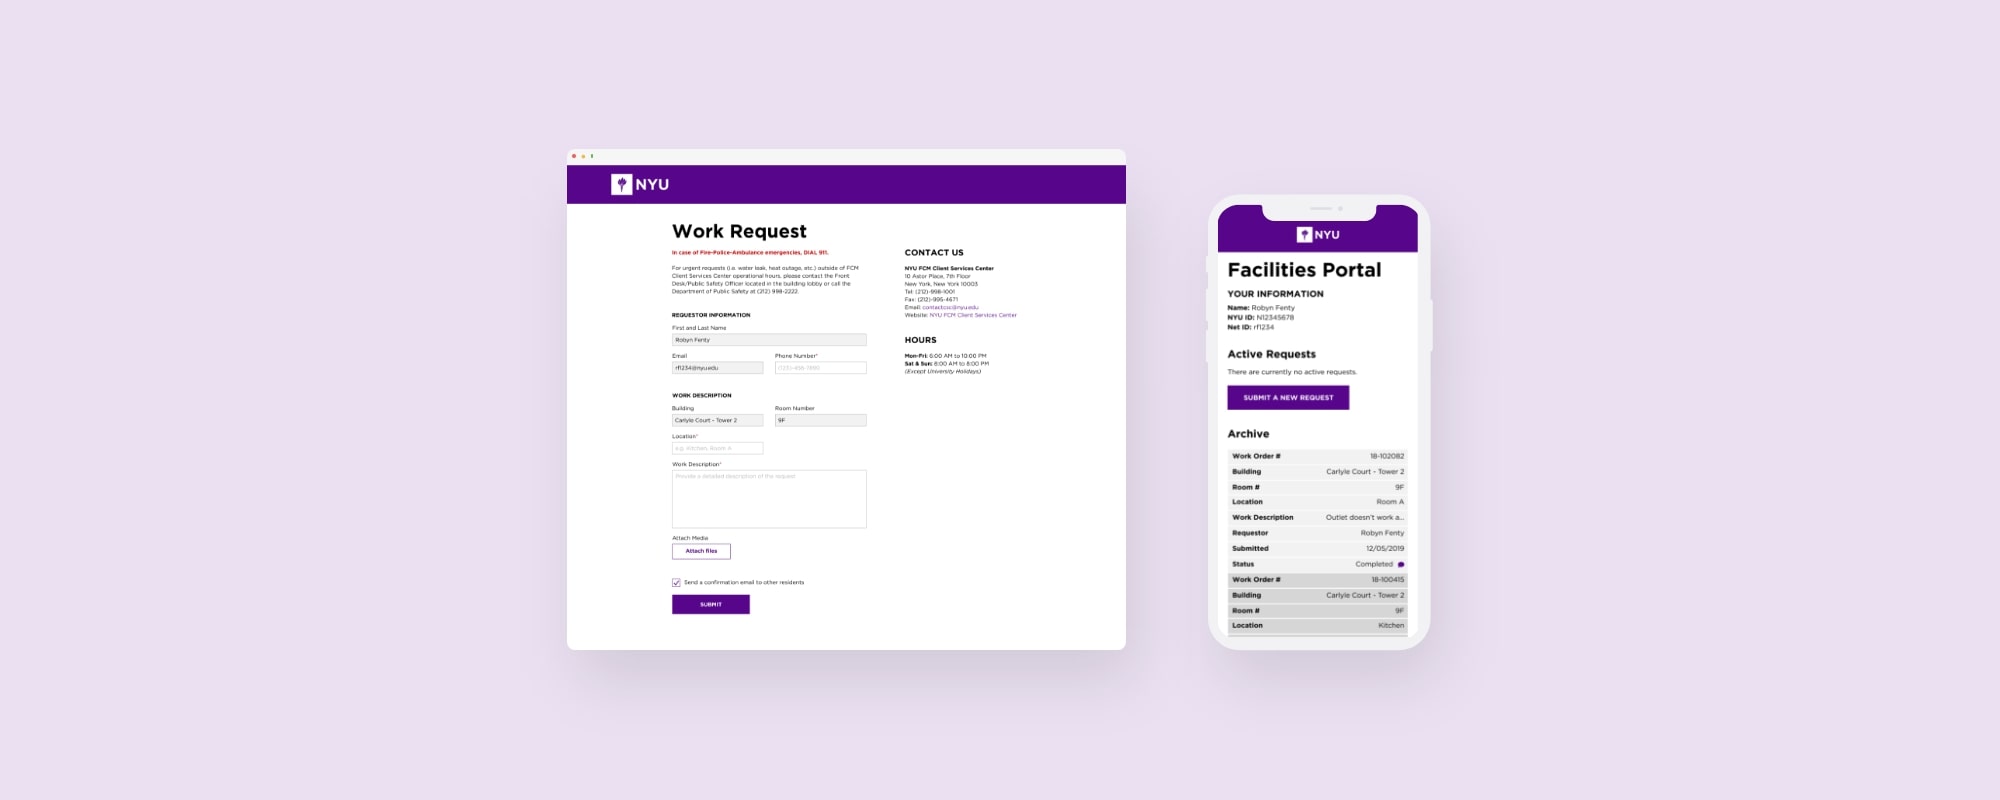 NYU
Work Request
In case of Fire-Police-Ambulance emergencies, DIAL 911.
For urgent requests (i.e. water leak, heat outage, etc.) outside of FCM
Client Services Center operational hours, please contact the Front
Desk/Public Safety Officer located in the building lobby or call the
Department of Public Safety at (212) 998-2222.
REQUESTOR INFORMATION
First and Last Name
Robyn Fenty
Email
Phone Number*
rf1234@nyu.edu
(123)-456-7890
WORK DESCRIPTION
Building
Room Number
Carlyle Court - Tower 2
9F
Location*
e.g. Kitchen, Room A
Work Description*
Provide a detailed description of the request
Attach Media
Attach files
Send a confirmation email to other residents
SUBMIT
CONTACT US
NYU FCM Client Services Center
10 Astor Place, 7th Floor
New York, New York 10003
Tel: (212)-998-1001
Fax: (212)-995-4671
Email: contactcsc@nyu.edu
Website: NYU FCM Client Services Center
HOURS
Mon-Fri: 6:00 AM to 10:00 PM
Sat & Sun: 8:00 AM to 8:00 PM
(Except University Holidays)
NYU
Facilities Portal
YOUR INFORMATION
Name: Robyn Fenty
NYU ID: N12345678
Net ID: rf1234
Active Requests
There are currently no active requests.
SUBMIT A NEW REQUEST
Archive
Work Order # 18-102082
Building Carlyle Court - Tower 2
Room # 9F
Location Room A
Work Description Outlet doesn't work a...
Requestor Robyn Fenty
Submitted 12/05/2019
Status Completed
Work Order # 18-100415
Building Carlyle Court - Tower 2
Room # 9F
Location Kitchen